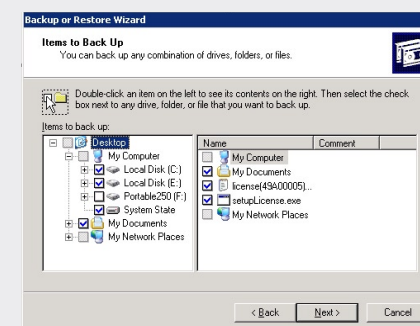 Backup or Restore Wizard
Items to Back Up
You can back up any combination of drives, folders, or files.
Double-click an item on the left to see its contents on the right. Then select the check
box next to any drive, folder, or file that you want to back up.
Items to back up:
Desktop
My Computer
Local Disk (C:)
Local Disk (E:)
Portable250 (F:)
System State
My Documents
My Network Places
Name Comment
My Computer
My Documents
license(49A00005)...
setupLicense.exe
My Network Places
< Back Next > Cancel